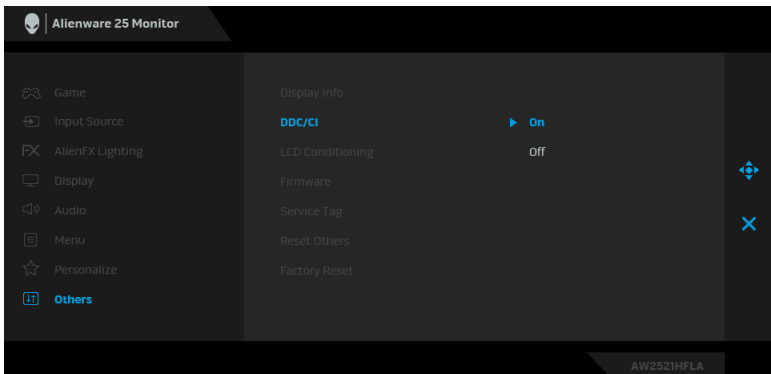 Alienware 25 Monitor
Game
Input Source
FX AlienFX Lighting
Display
Audio
Menu
Personalize
Others
Display Info
DDC/CI On
LCD Conditioning Off
Firmware
Service Tag
Reset Others
Factory Reset
AW2521HFLA